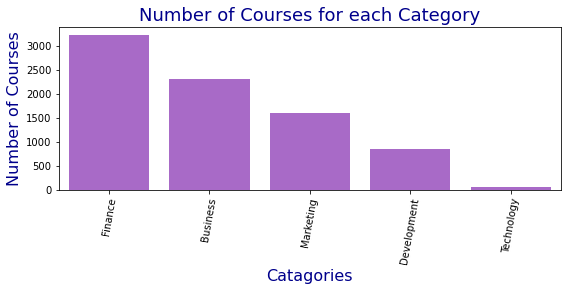 Number of Courses for each Category
Number of Courses
3000
2500
2000
1500
1000
500
0
Finance
Business
Marketing
Development
Technology
Catagories